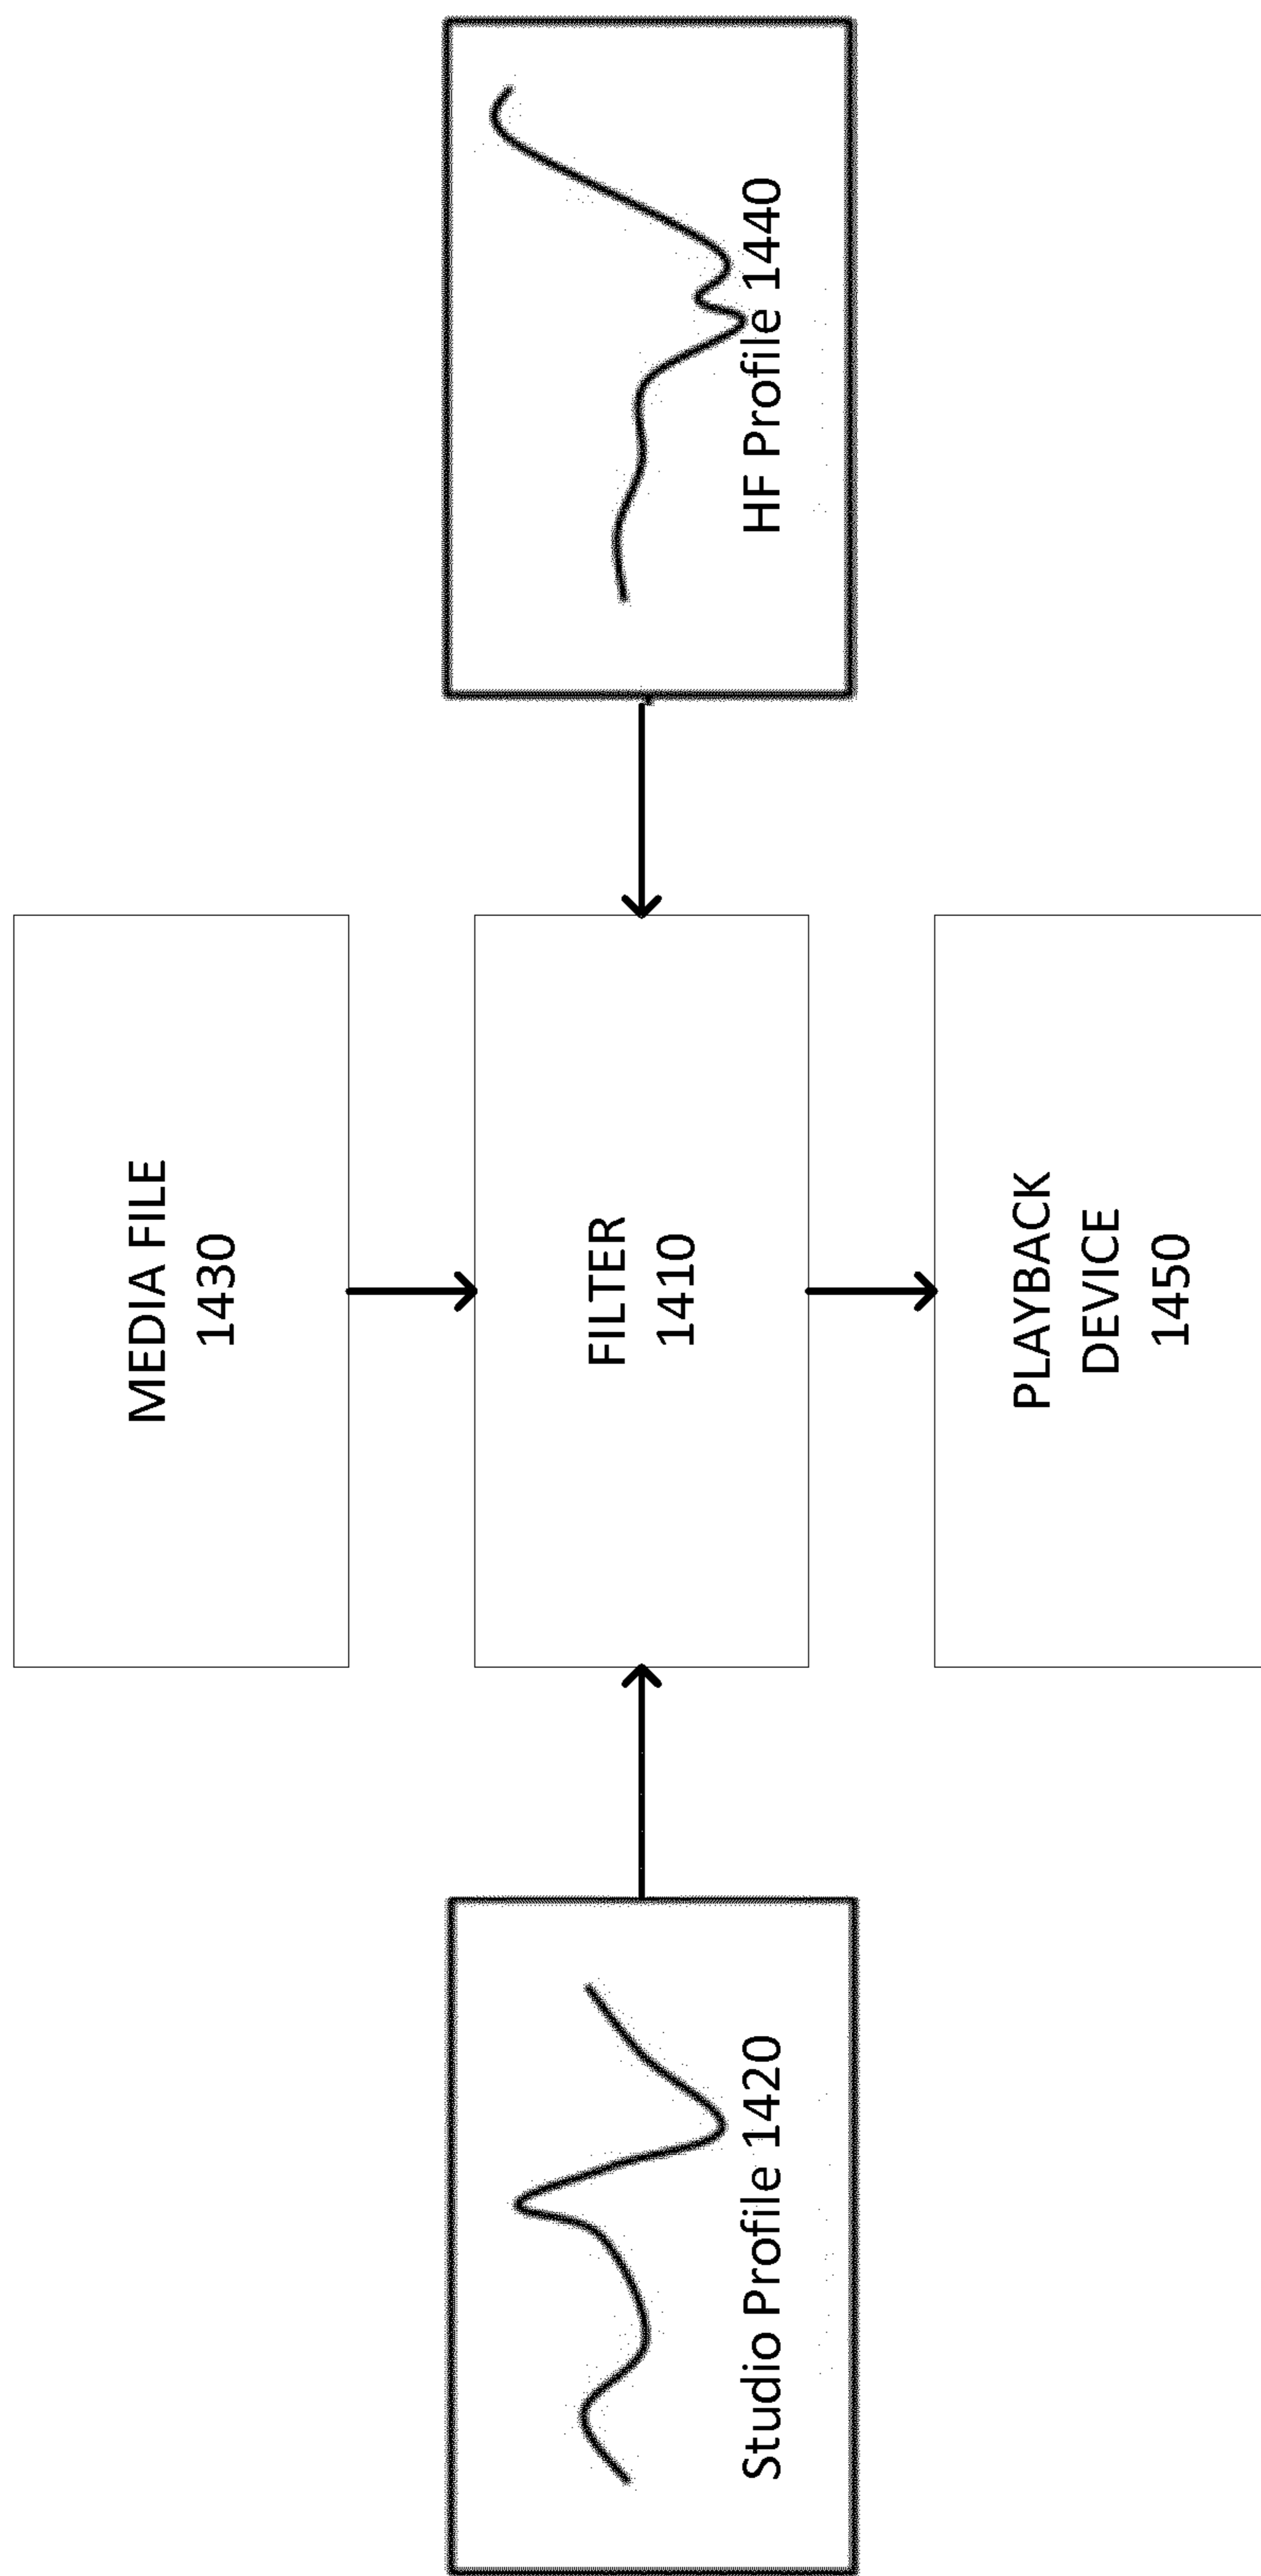 MEDIA FILE
1430
Studio Profile 1420
FILTER
1410
HF Profile 1440
PLAYBACK
DEVICE
1450